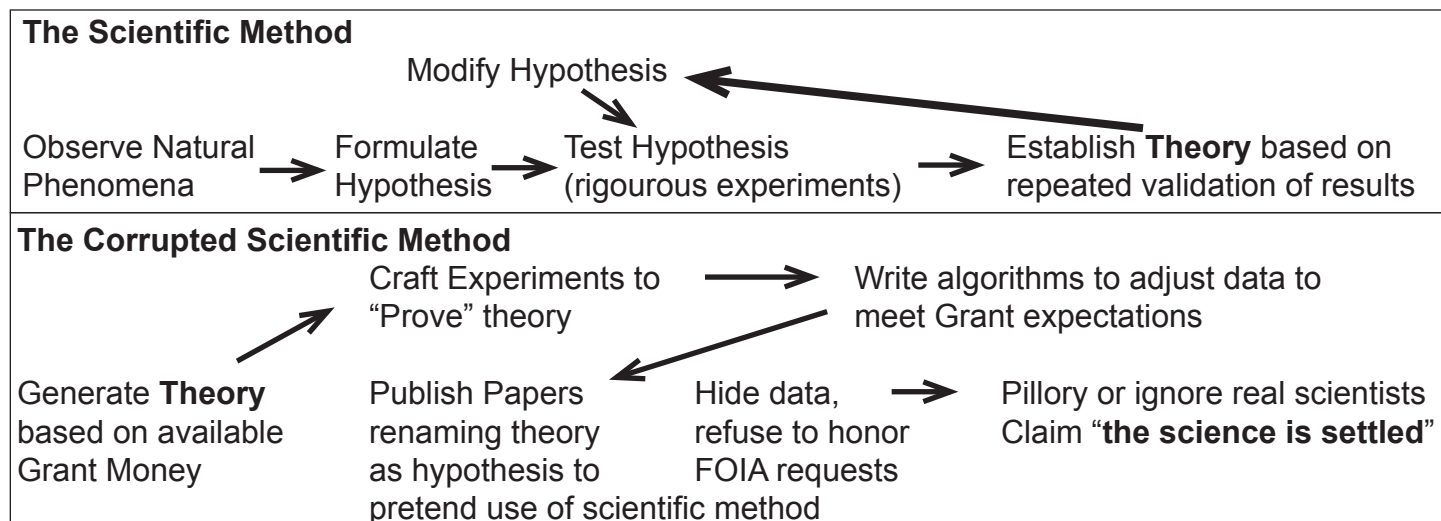 The Scientific Method
Modify Hypothesis
Observe Natural
Phenomena
Formulate
Hypothesis
Test Hypothesis
(rigourous experiments)
Establish Theory based on
repeated validation of results
The Corrupted Scientific Method
Craft Experiments to
“Prove” theory
Write algorithms to adjust data to
meet Grant expectations
Generate Theory
based on available
Grant Money
Publish Papers
renaming theory
as hypothesis to
pretend use of scientific method
Hide data,
refuse to honor
FOIA requests
Pillory or ignore real scientists
Claim “the science is settled”